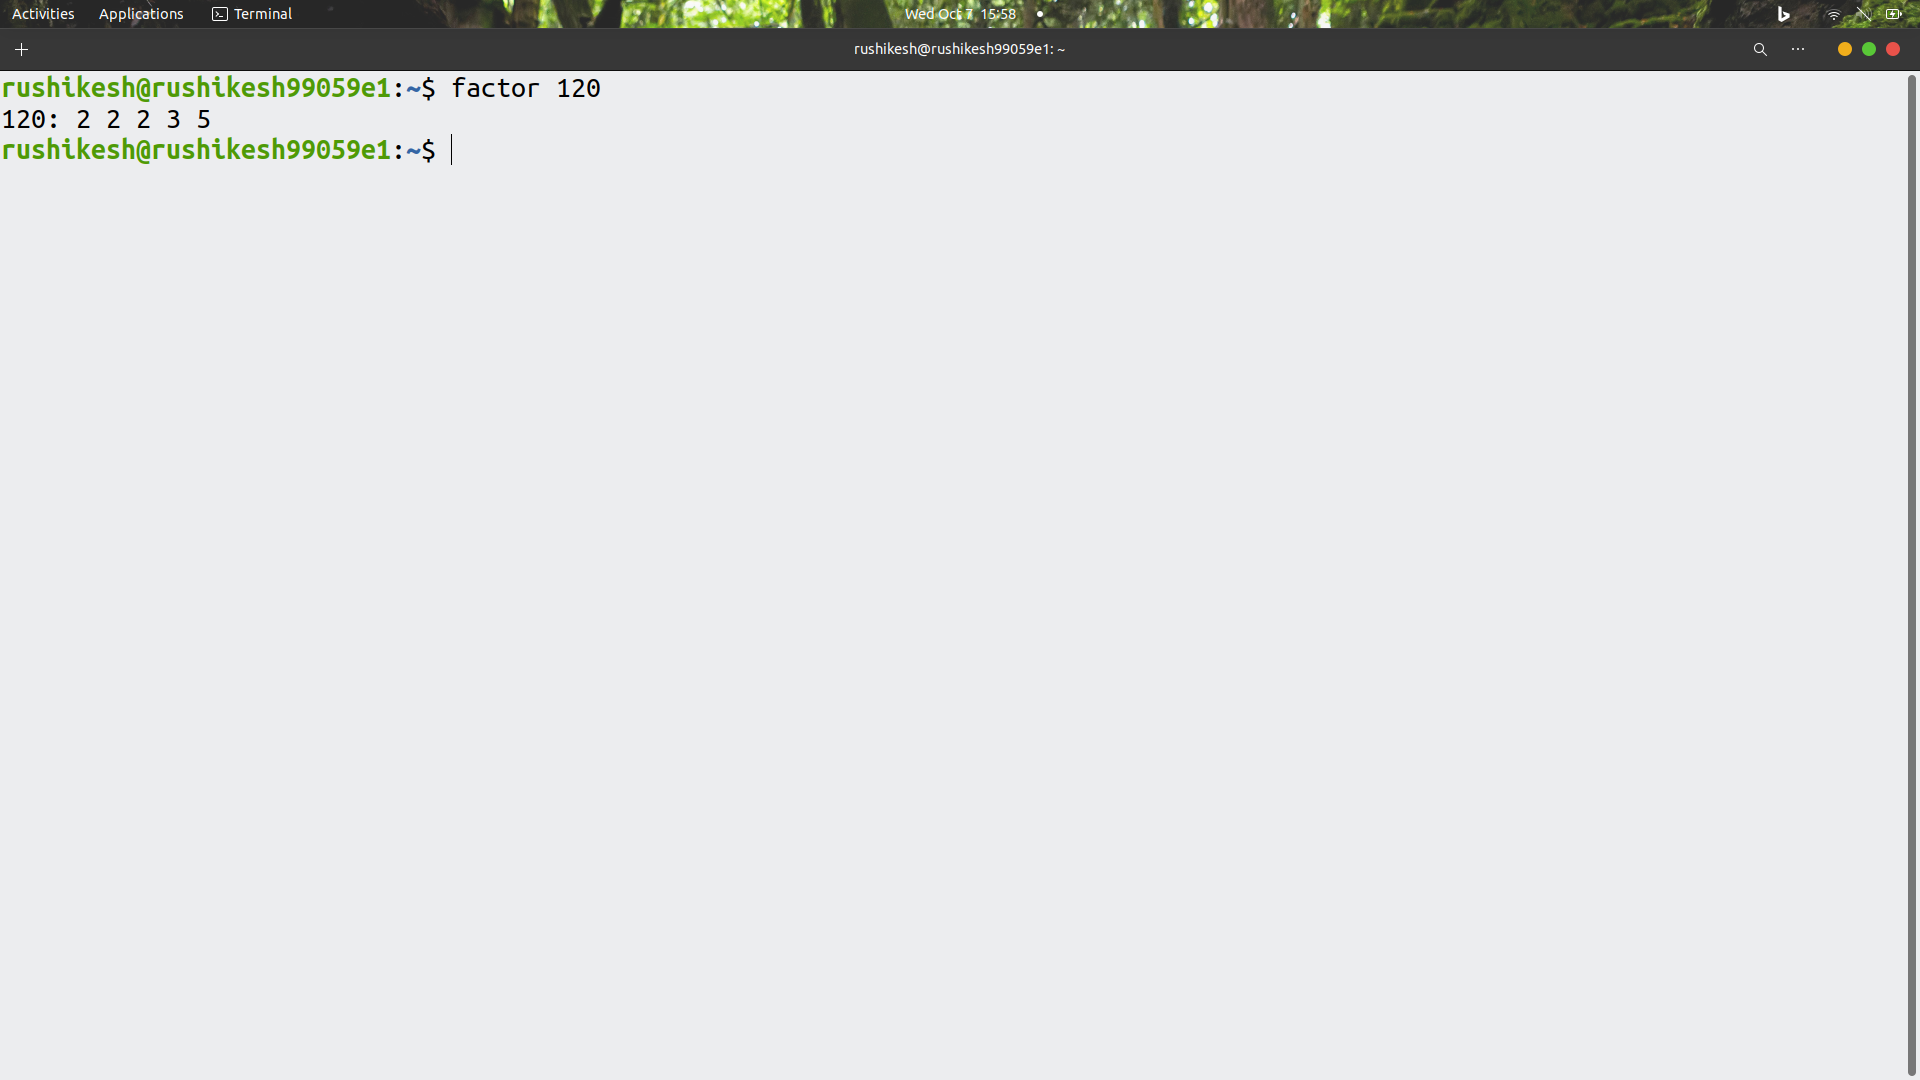 Activities Applications Terminal Wed Oct 7 15:58
rushikesh@rushikesh99059e1: ~
rushikesh@rushikesh99059e1:~$ factor 120
120: 2 2 2 3 5
rushikesh@rushikesh99059e1:~$